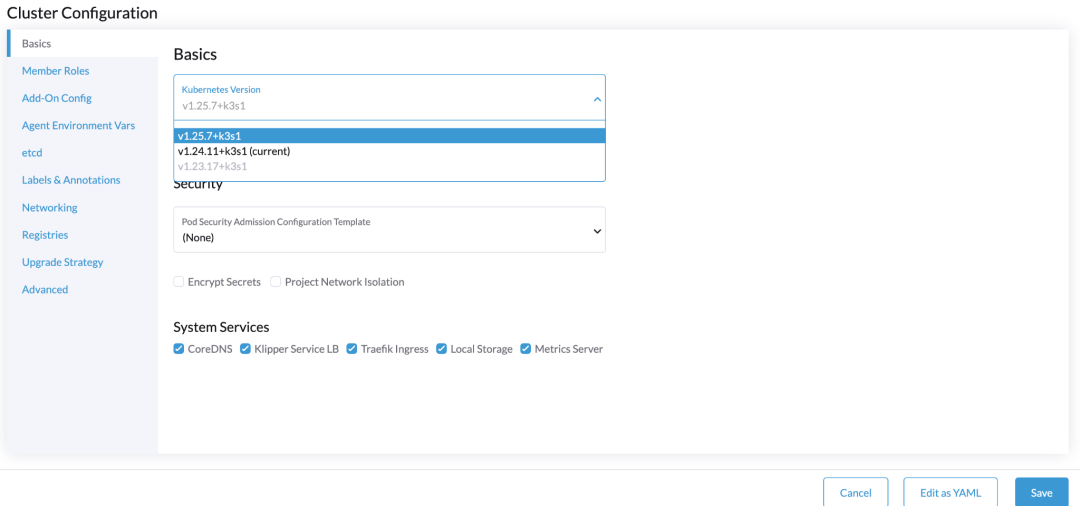 Cluster Configuration
Basics
Member Roles
Add-On Config
Agent Environment Vars
etcd
Labels & Annotations
Networking
Registries
Upgrade Strategy
Advanced
Basics
Kubernetes Version
v1.25.7+k3s1
v1.25.7+k3s1
v1.24.11+k3s1 (current)
v1.23.17+k3s1
Security
Pod Security Admission Configuration Template
(None)
Encrypt Secrets Project Network Isolation
System Services
CoreDNS Klipper Service LB Traefik Ingress Local Storage Metrics Server
Cancel Edit as YAML Save